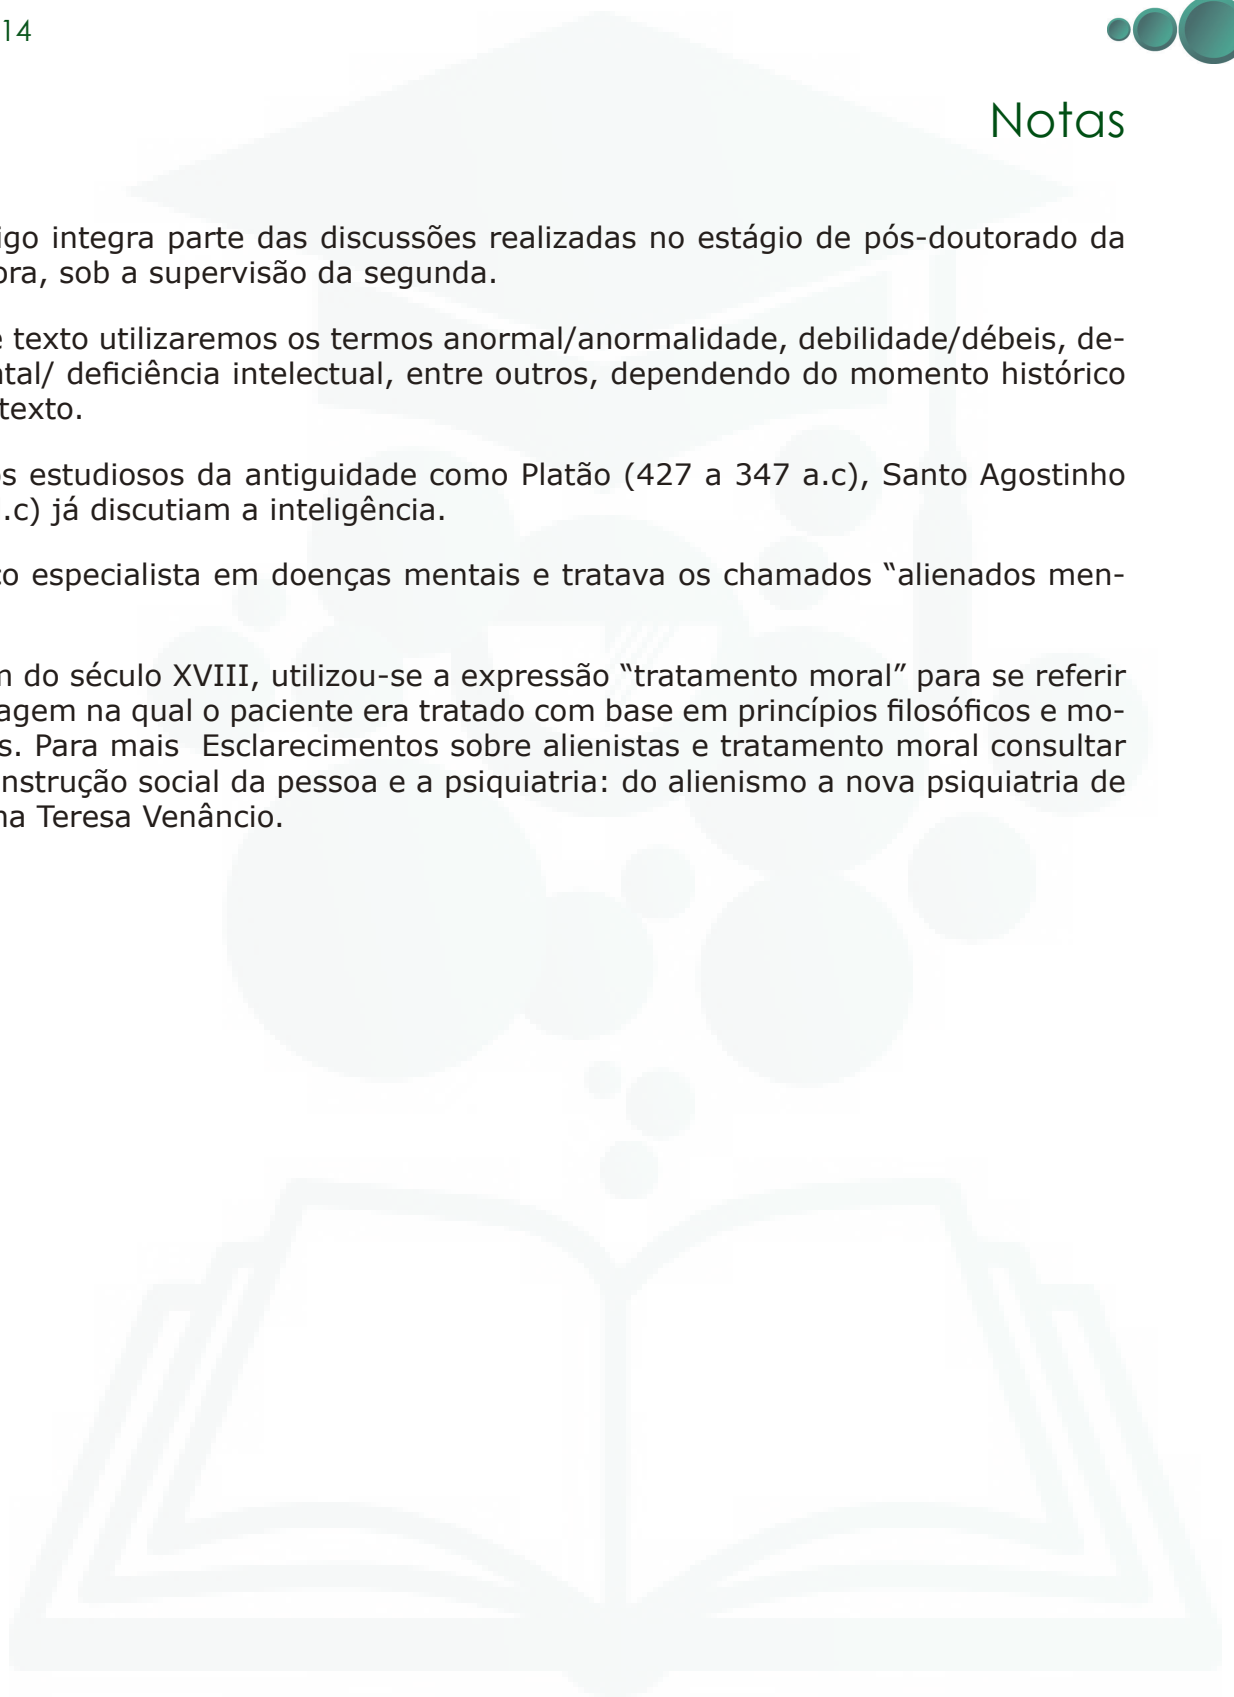 14
Notas
igo integra parte das discussões realizadas no estágio de pós-doutorado da
ora, sob a supervisão da segunda.
e texto utilizaremos os termos anormal/anormalidade, debilidade/débeis, de-
ntal/ deficiência intelectual, entre outros, dependendo do momento histórico
texto.
os estudiosos da antiguidade como Platão (427 a 347 a.c), Santo Agostinho
.c) já discutiam a inteligência.
co especialista em doenças mentais e tratava os chamados “alienados men-
m do século XVIII, utilizou-se a expressão “tratamento moral” para se referir
agem na qual o paciente era tratado com base em princípios filosóficos e mo-
s. Para mais Esclarecimentos sobre alienistas e tratamento moral consultar
nstrução social da pessoa e a psiquiatria: do alienismo a nova psiquiatria de
na Teresa Venâncio.